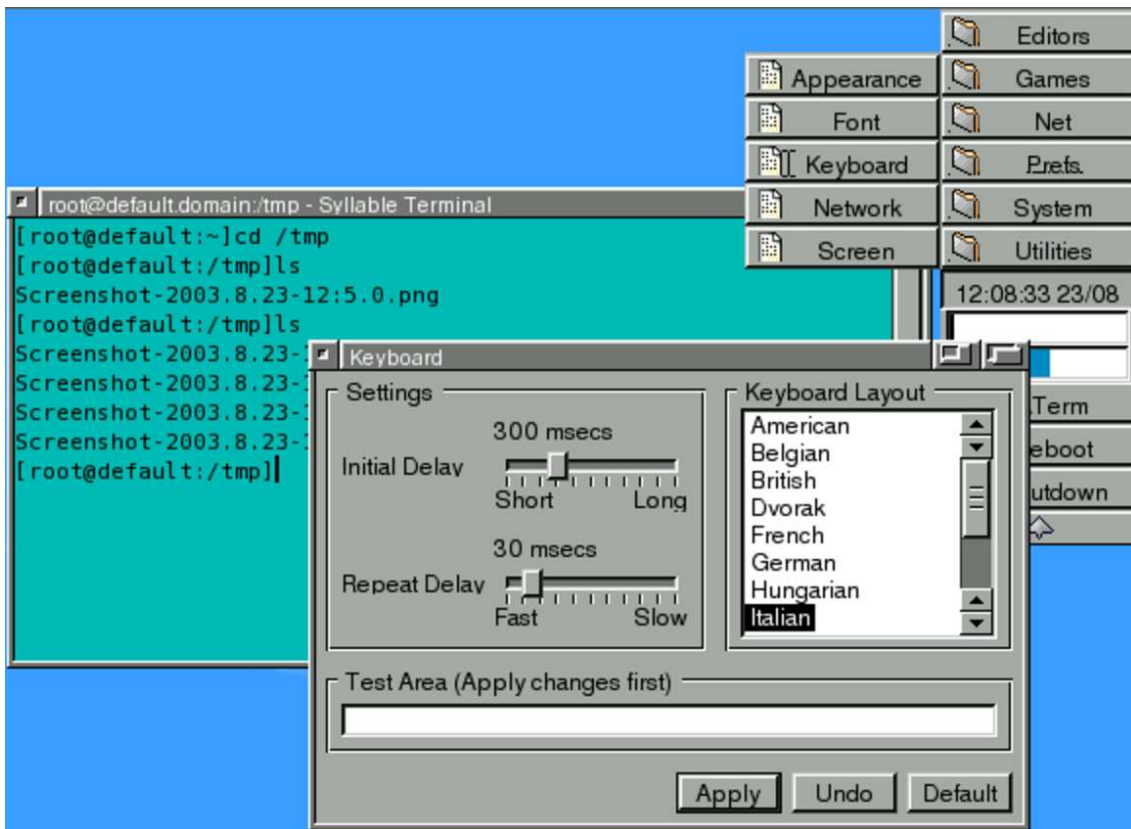 Editors
Appearance
Games
Font
Net
Keyboard
Prefs.
Network
System
Screen
Utilities
12:08:33 23/08
Term
eboot
utdown
root@default.domain:/tmp - Syllable Terminal
[root@default:~]cd /tmp
[root@default:/tmp]ls
Screenshot-2003.8.23-12:5.0.png
[root@default:/tmp]ls
Screenshot-2003.8.23-1
Screenshot-2003.8.23-1
Screenshot-2003.8.23-1
Screenshot-2003.8.23-1
[root@default:/tmp]
Keyboard
Settings
300 msecs
Initial Delay
Short Long
30 msecs
Repeat Delay
Fast Slow
Keyboard Layout
American
Belgian
British
Dvorak
French
German
Hungarian
Italian
Test Area (Apply changes first)
Apply Undo Default